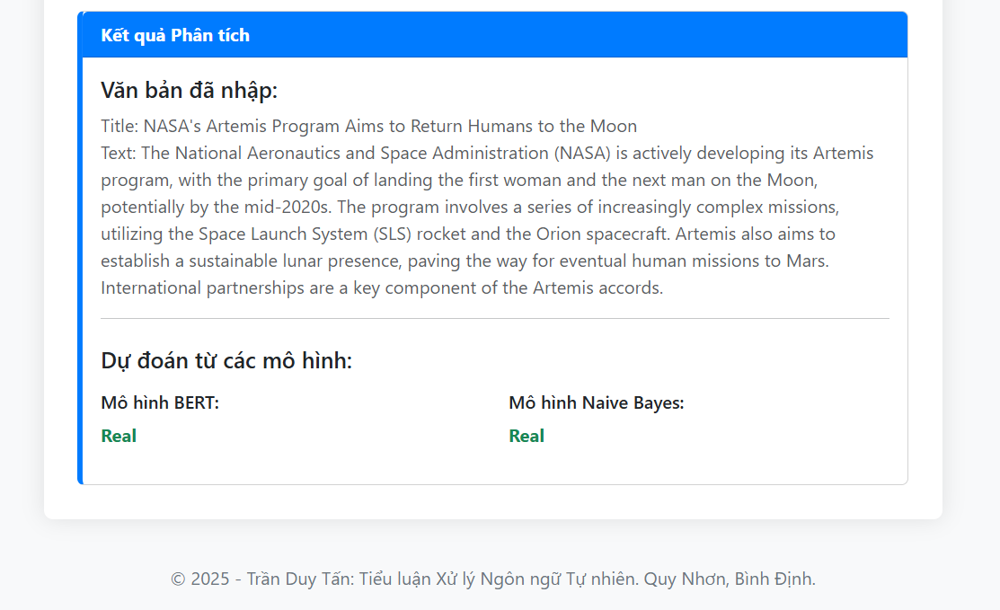 Kết quả Phân tích
Văn bản đã nhập:
Title: NASA's Artemis Program Aims to Return Humans to the Moon
Text: The National Aeronautics and Space Administration (NASA) is actively developing its Artemis
program, with the primary goal of landing the first woman and the next man on the Moon,
potentially by the mid-2020s. The program involves a series of increasingly complex missions,
utilizing the Space Launch System (SLS) rocket and the Orion spacecraft. Artemis also aims to
establish a sustainable lunar presence, paving the way for eventual human missions to Mars.
International partnerships are a key component of the Artemis accords.
Dự đoán từ các mô hình:
Mô hình BERT:
Real
Mô hình Naive Bayes:
Real
© 2025 - Trần Duy Tấn: Tiểu luận Xử lý Ngôn ngữ Tự nhiên. Quy Nhơn, Bình Định.